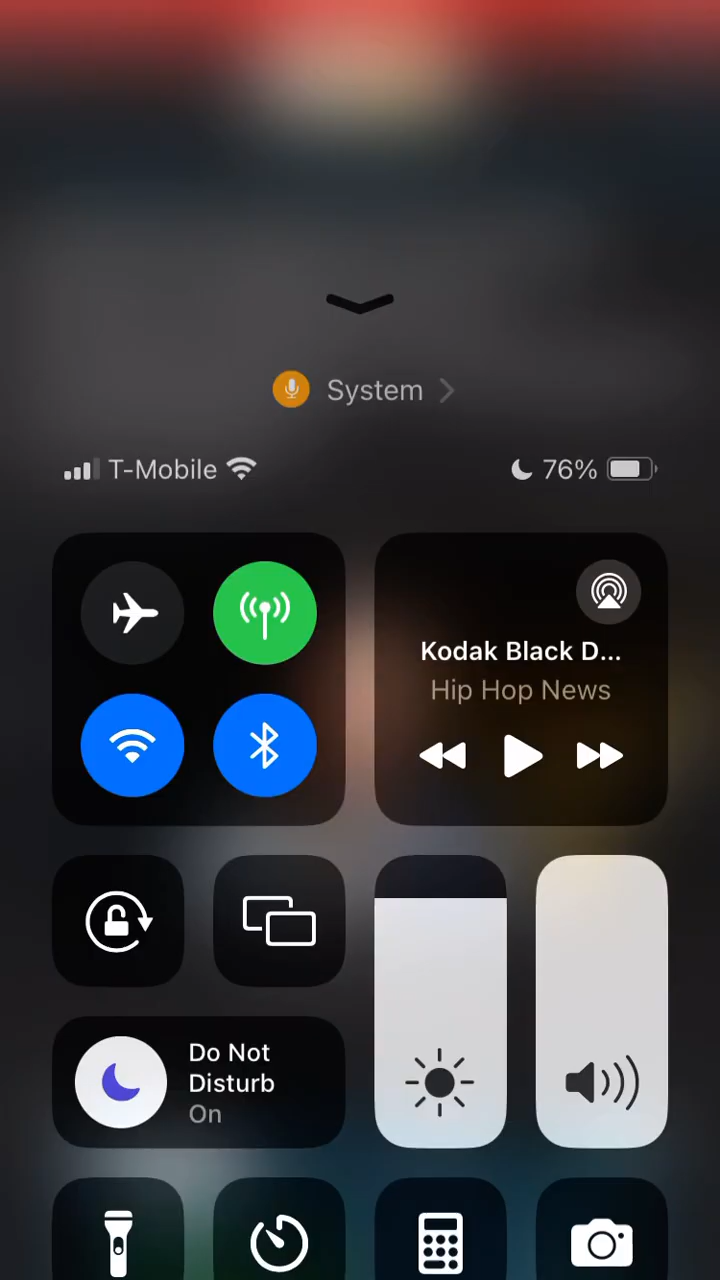 System
T-Mobile 76%
Kodak Black D...
Hip Hop News
Do Not
Disturb
On